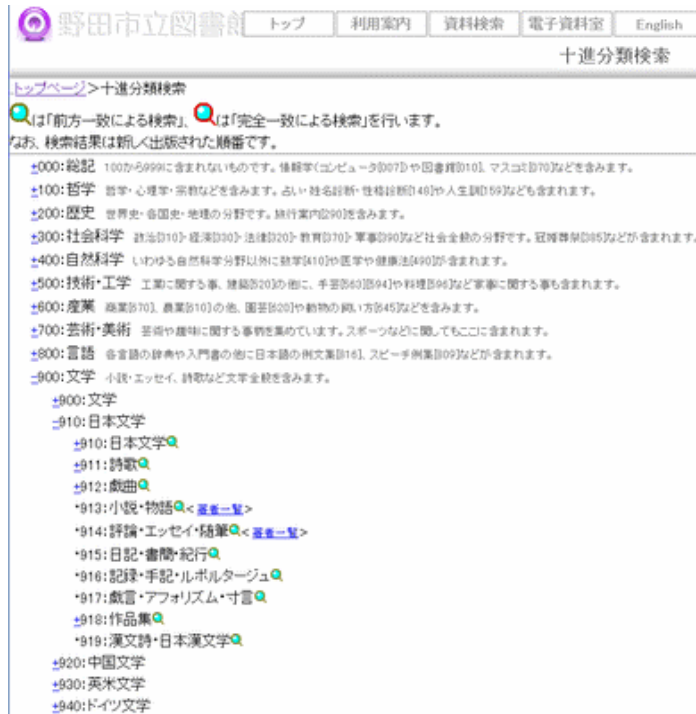 野田市立図書館
トップ 利用案内 資料検索 電子資料室 English
十進分類検索
トップページ>十進分類検索
は「前方一致による検索」、は「完全一致による検索」を行います。
なお、検索結果は新しく出版された順番です。
+000:総記 100から999に含まれないものです。情報学(コンピュータ[007])や図書館[010]、マスコミ[070]などを含みます。
+100:哲学 哲学・心理学・宗教などを含みます。占い・姓名診断・性格診断[148]や人生訓[159]なども含まれます。
+200:歴史 世界史・各国史・地理の分野です。旅行案内[290]を含みます。
+300:社会科学 政治[310]・経済[330]・法律[320]・教育[370]・軍事[390]など社会全般の分野です。冠婚葬祭[385]などが含まれます。
+400:自然科学 いわゆる自然科学分野以外に数学[410]や医学や健康法[490]が含まれます。
+500:技術・工学 工業に関する事、建築[520]の他に、手芸[593][594]や料理[596]など家事に関する事も含まれます。
+600:産業 商業[670]、農業[610]の他、園芸[620]や動物の飼い方[645]などを含みます。
+700:芸術・美術 芸術や趣味に関する事柄を集めています。スポーツなどに関してもここに含まれます。
+800:言語 各言語の辞典や入門書の他に日本語の例文集[816]、スピーチ例集[809]などが含まれます。
-900:文学 小説・エッセイ、詩歌など文学全般を含みます。
+900:文学
-910:日本文学
+910:日本文学
+911:詩歌
+912:戯曲
・913:小説・物語<著者一覧>
・914:評論・エッセイ・随筆<著者一覧>
・915:日記・書簡・紀行
・916:記録・手記・ルポルタージュ
・917:戯言・アフォリズム・寸言
+918:作品集
・919:漢文詩・日本漢文学
+920:中国文学
+930:英米文学
+940:ドイツ文学